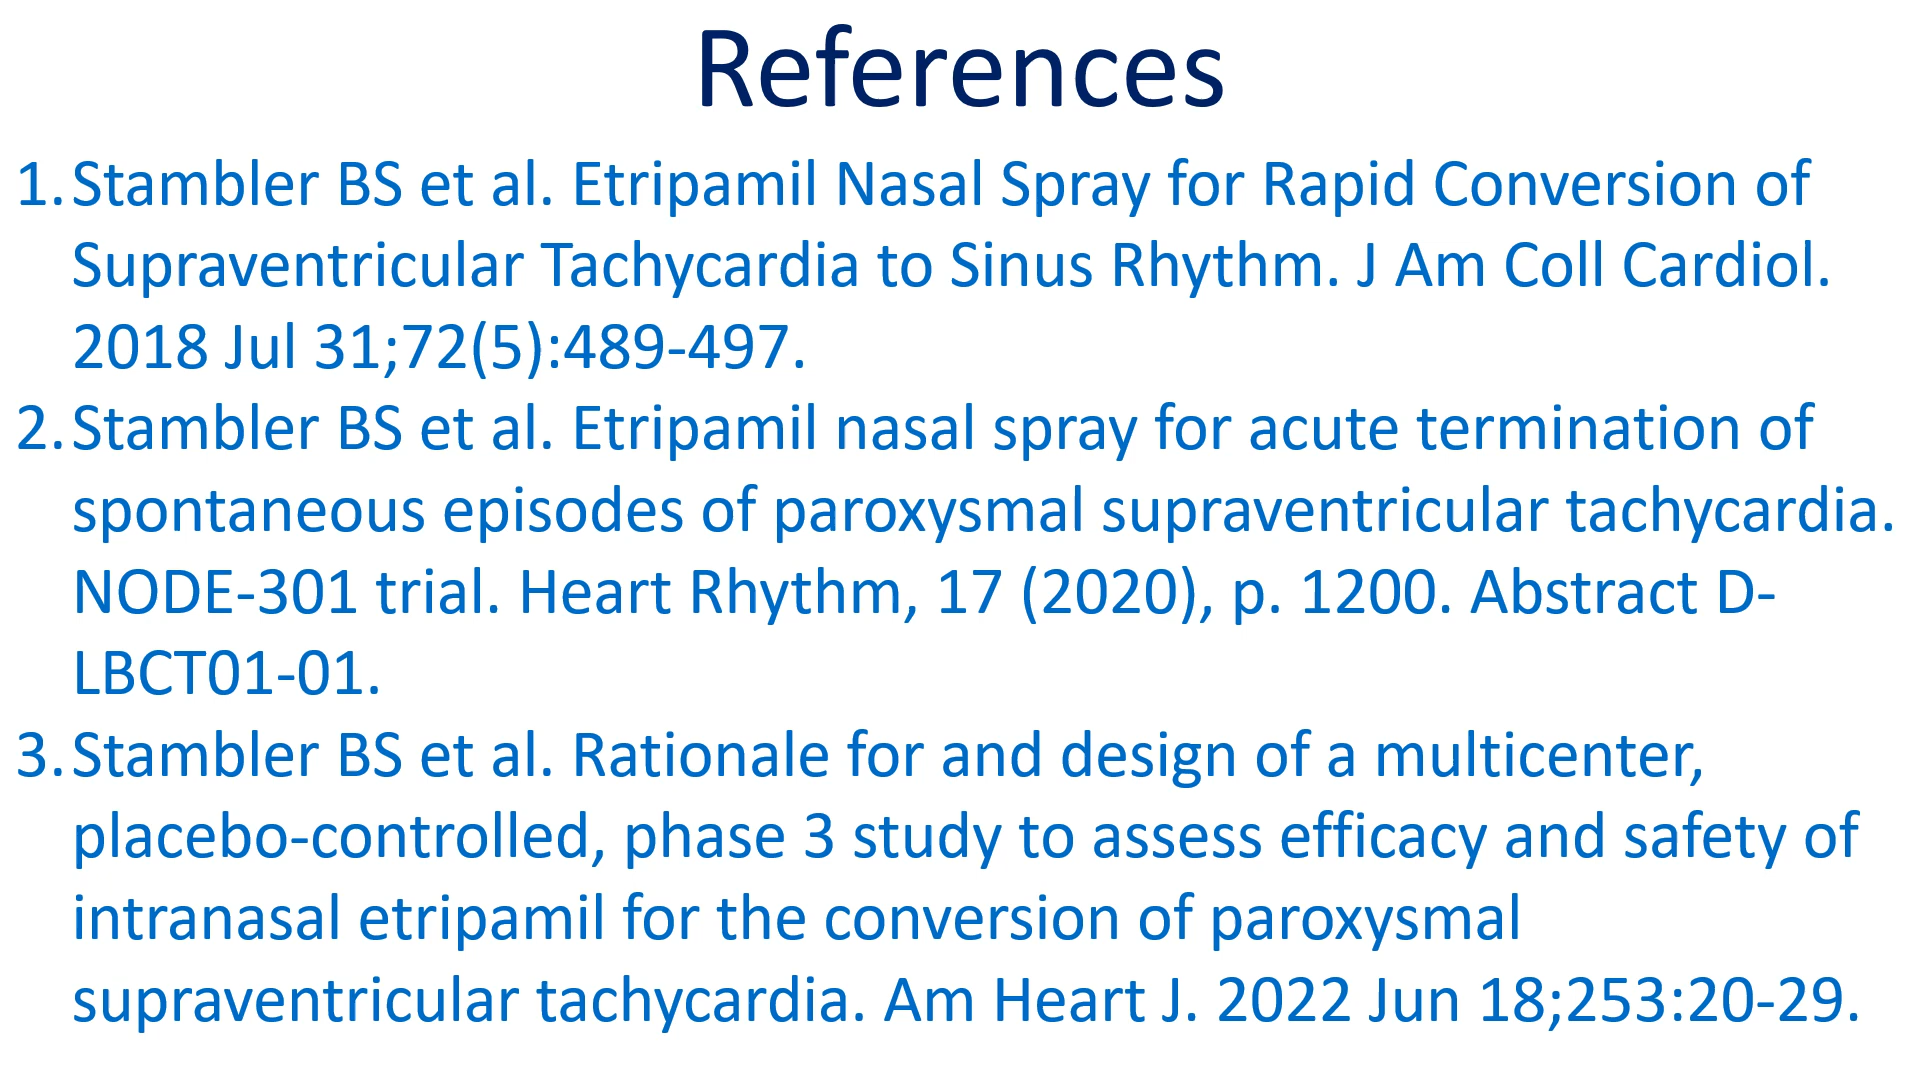 References
1. Stambler BS et al. Etripamil Nasal Spray for Rapid Conversion of
Supraventricular Tachycardia to Sinus Rhythm. J Am Coll Cardiol.
2018 Jul 31;72(5):489-497.
2. Stambler BS et al. Etripamil nasal spray for acute termination of
spontaneous episodes of paroxysmal supraventricular tachycardia.
NODE-301 trial. Heart Rhythm, 17 (2020), p. 1200. Abstract D-
LBCT01-01.
3. Stambler BS et al. Rationale for and design of a multicenter,
placebo-controlled, phase 3 study to assess efficacy and safety of
intranasal etripamil for the conversion of paroxysmal
supraventricular tachycardia. Am Heart J. 2022 Jun 18;253:20-29.